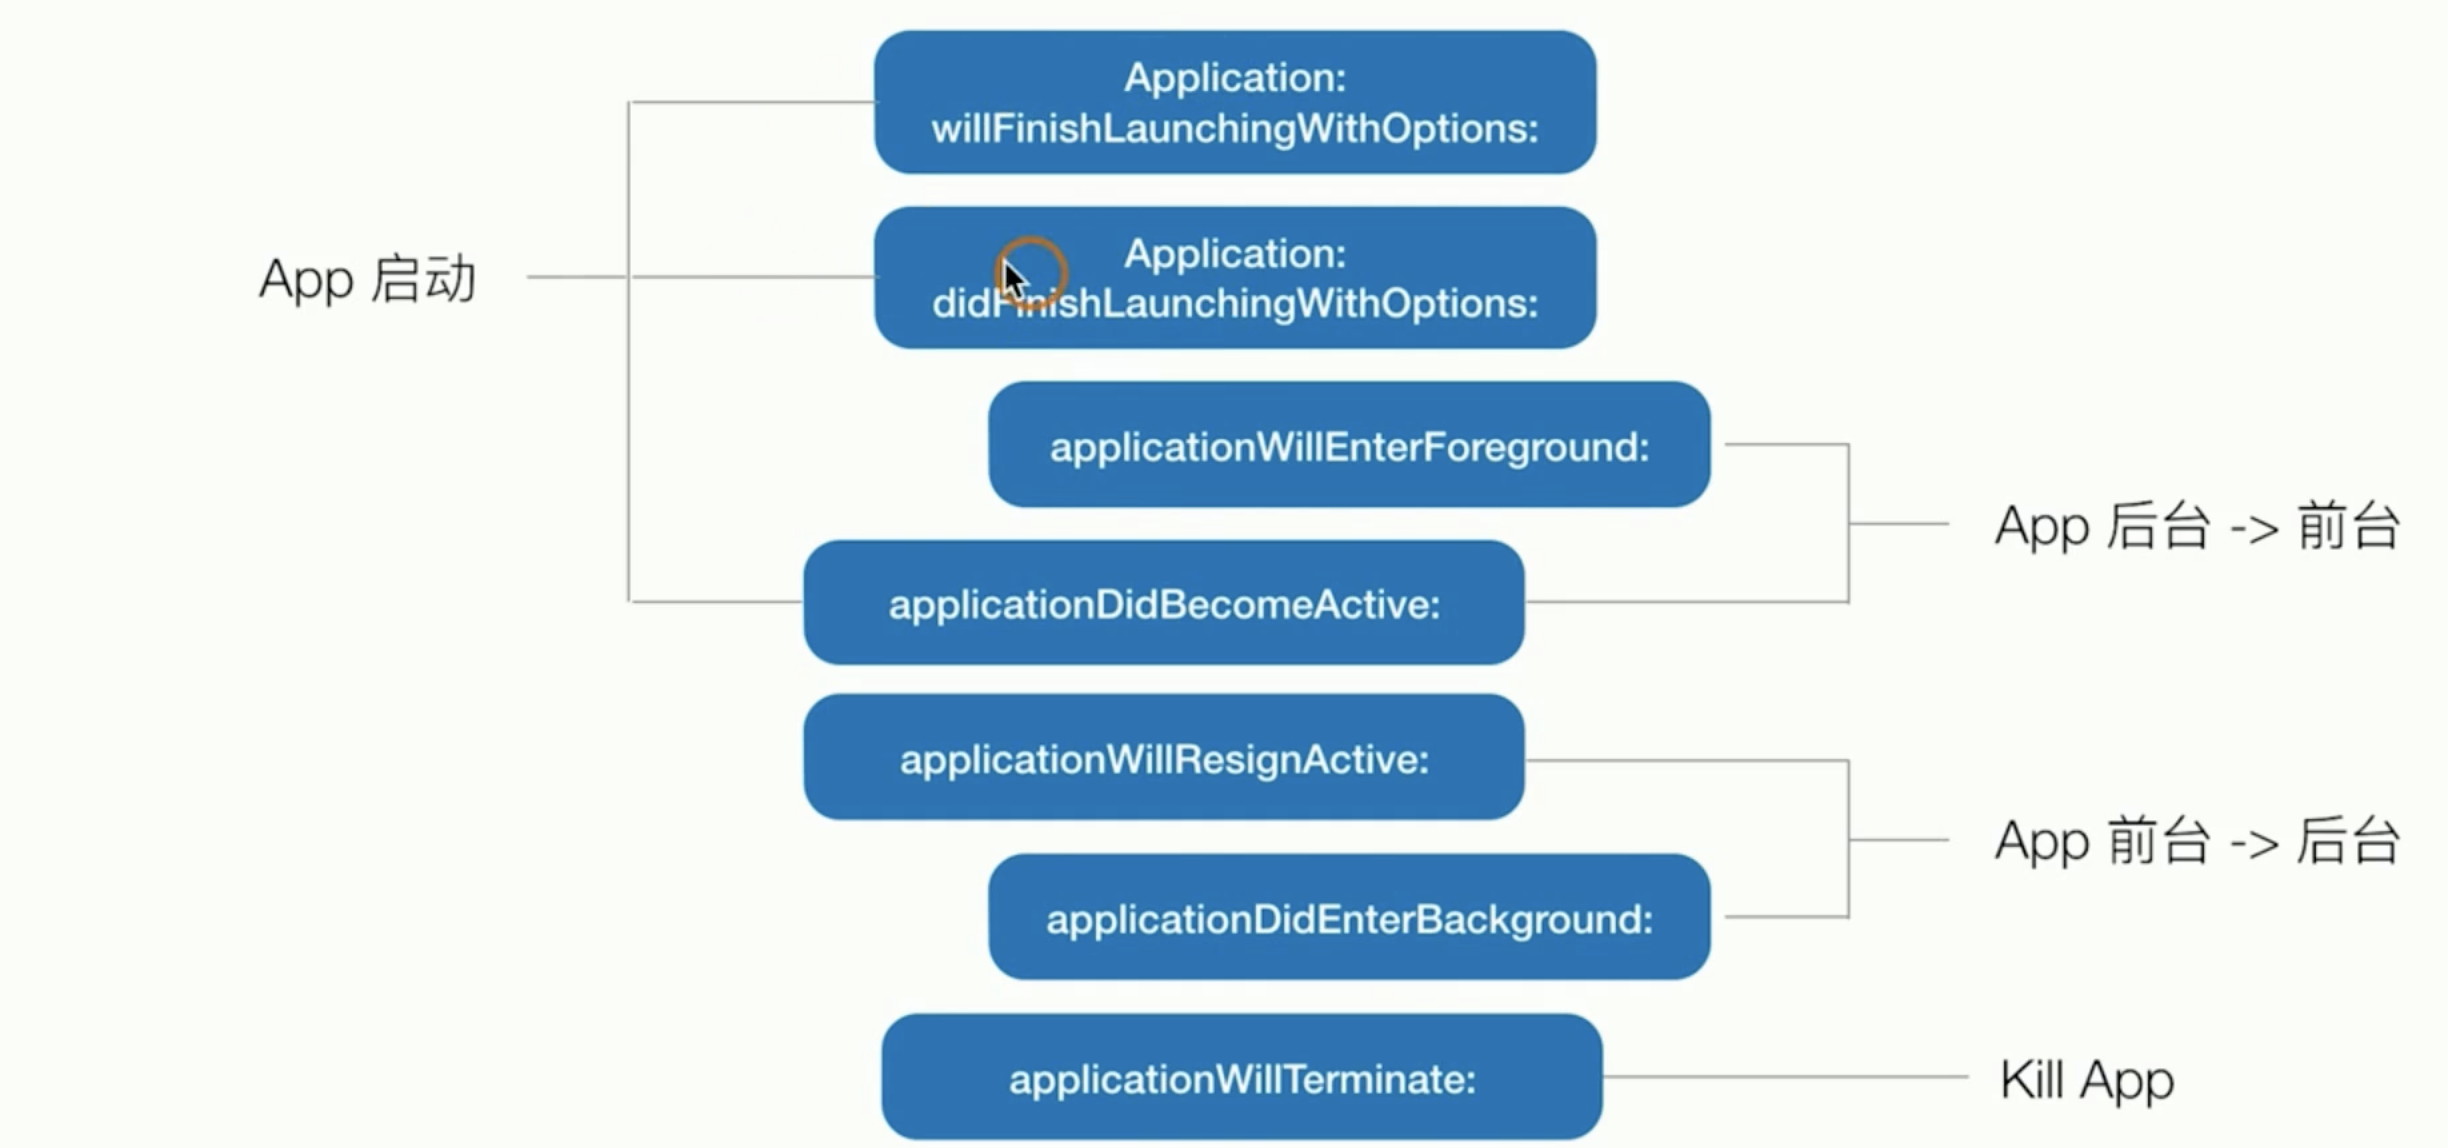 Application:
willFinishLaunchingWithOptions:
App 启动
Application:
didFinishLaunchingWithOptions:
applicationWillEnterForeground:
App 后台 -> 前台
applicationDidBecomeActive:
applicationWillResignActive:
App 前台 -> 后台
applicationDidEnterBackground:
applicationWillTerminate:
Kill App